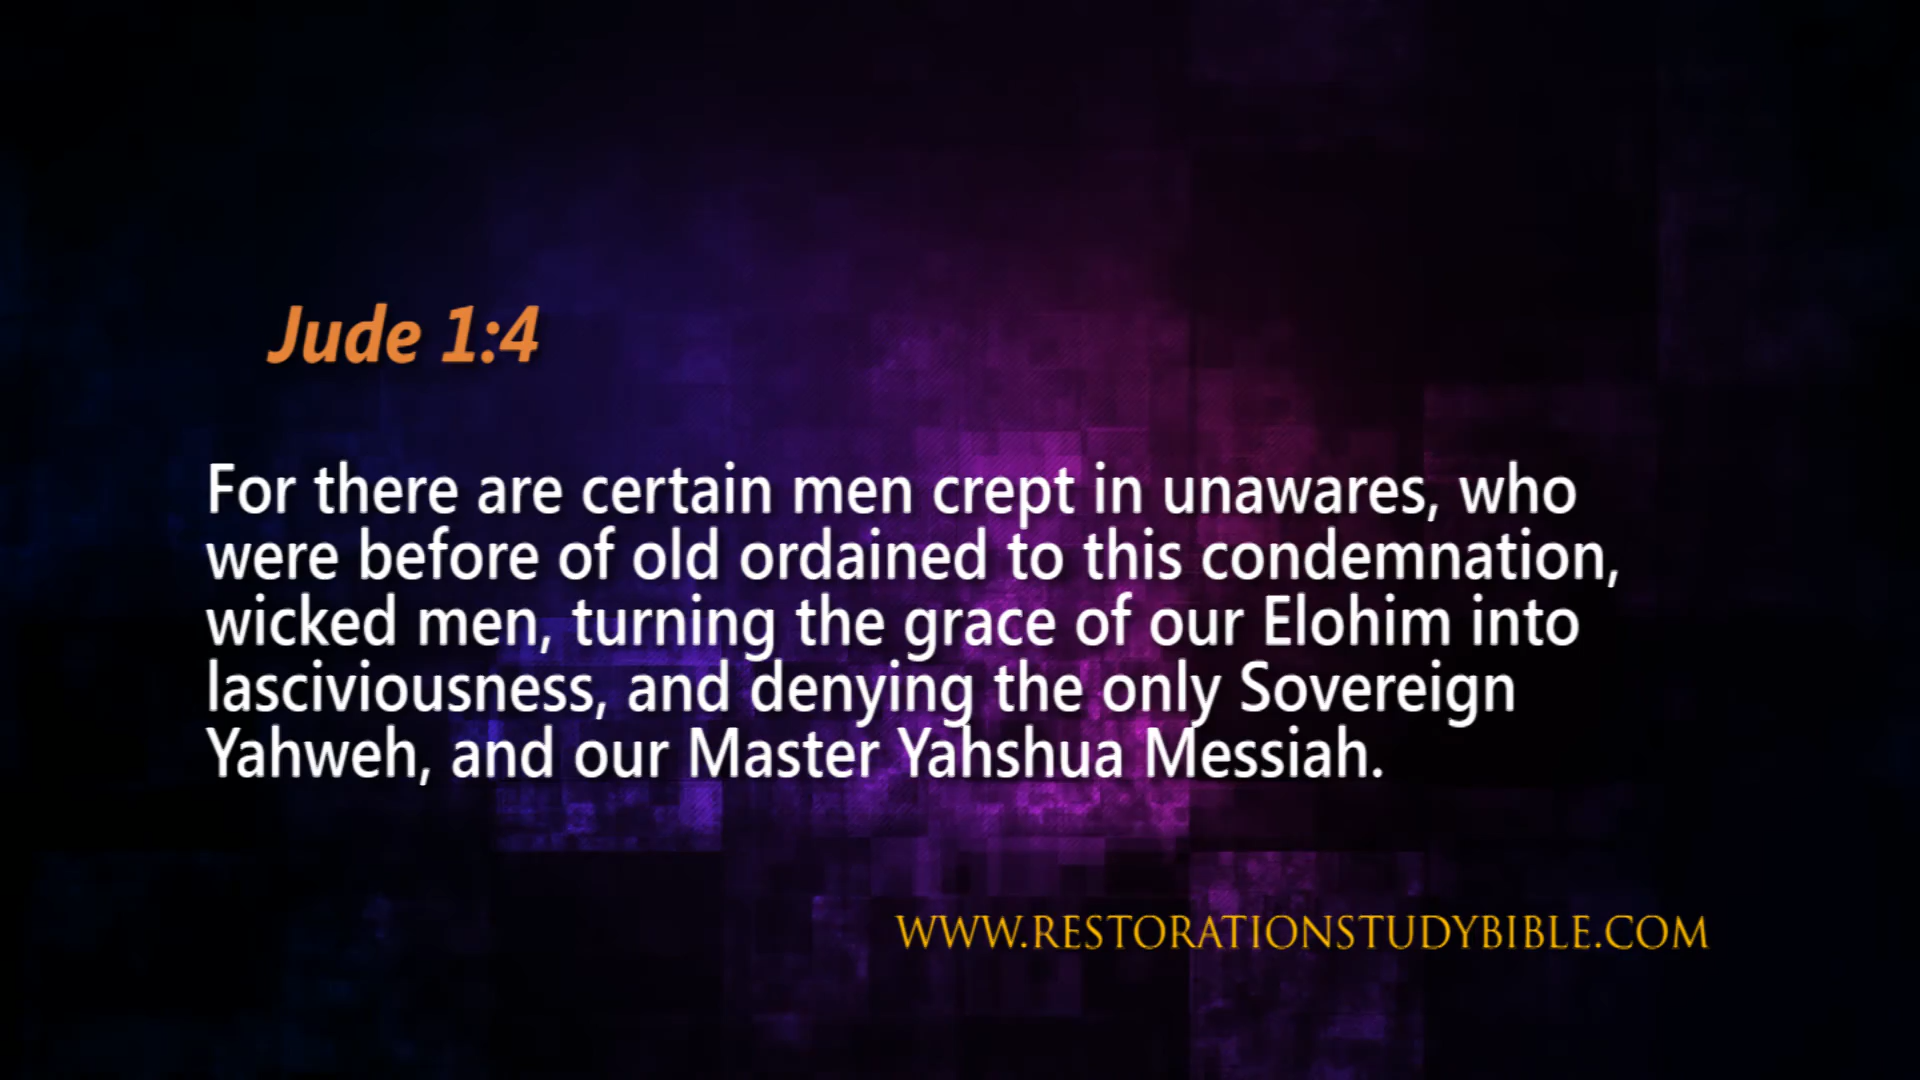 Jude 1:4
For there are certain men crept in unawares, who
were before of old ordained to this condemnation,
wicked men, turning the grace of our Elohim into
lasciviousness, and denying the only Sovereign
Yahweh, and our Master Yahshua Messiah.
WWW.RESTORATIONSTUDYBIBLE.COM